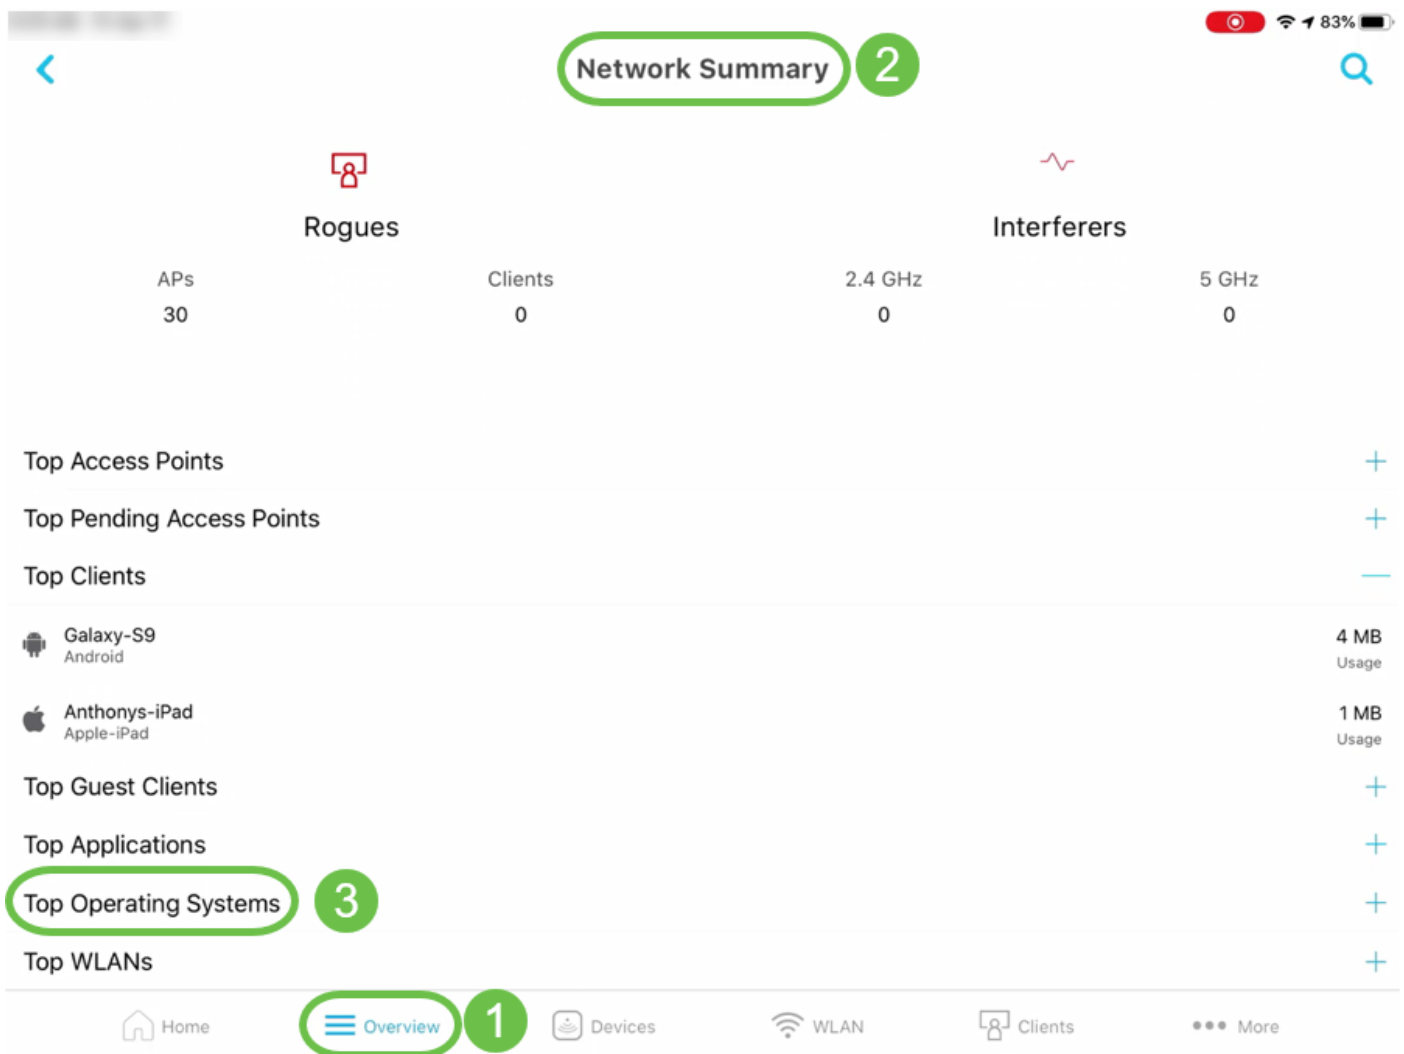 83%
Network Summary 2
Rogues Interferers
APs Clients 2.4 GHz 5 GHz
30 0 0 0
Top Access Points
Top Pending Access Points
Top Clients
Galaxy-S9 4 MB
Android Usage
Anthonys-iPad 1 MB
Apple-iPad Usage
Top Guest Clients
Top Applications
Top Operating Systems 3
Top WLANs
Home Overview 1 Devices WLAN Clients More